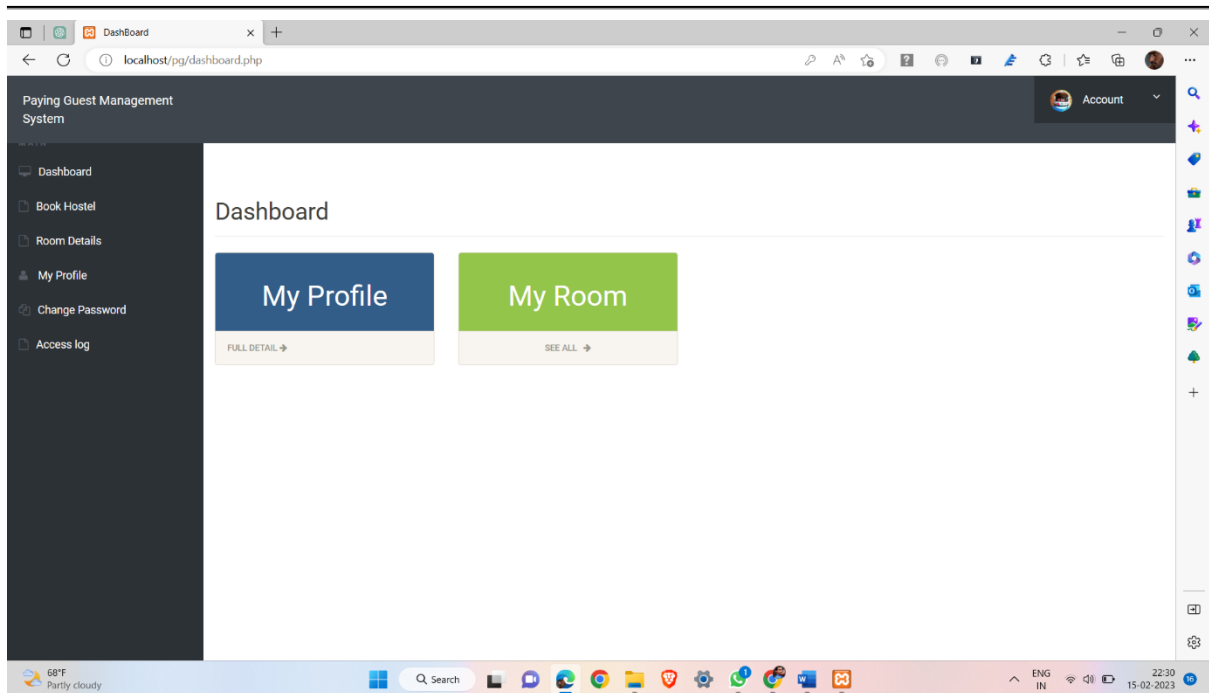 DashBoard
localhost/pg/dashboard.php
Paying Guest Management
System
Account
Dashboard
Book Hostel
Room Details
My Profile
Change Password
Access log
Dashboard
My Profile
My Room
FULL DETAIL
SEE ALL
68°F
Partly cloudy
Search
1
ENG
IN
22:30
15-02-2023
16